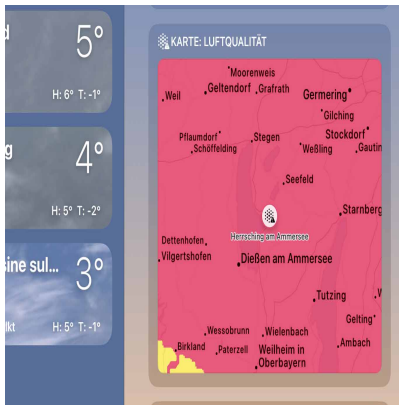 5°
H: 6° T: -1°
4°
H: 5° T: -2°
sine sul...
3°
H: 5° T: -1°
KARTE: LUFTQUALITÄT
Moorenweis
Weil
Geltendorf
Grafrath
Germering
Gilching
Pflaumdorf
Stegen
Stockdorf
Schöffelding
Weßling
Gautin
Seefeld
Starnberg
Herrsching am Ammersee
Dettenhofen
Vilgertshofen
Dießen am Ammersee
Tutzing
Gelting
Wessobrunn
Wielenbach
Birkland
Paterzell
Weilheim in
Oberbayern
Ambach